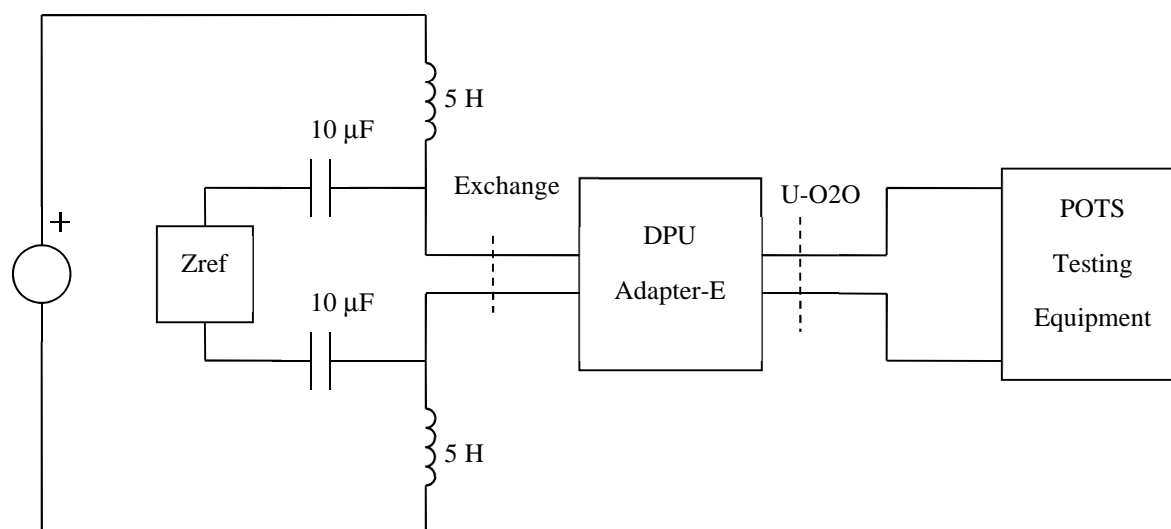 5 H
10 µF
Exchange
U-O2O
POTS
Testing
Equipment
+
DPU
Adapter-E
Zref
10 µF
5 H